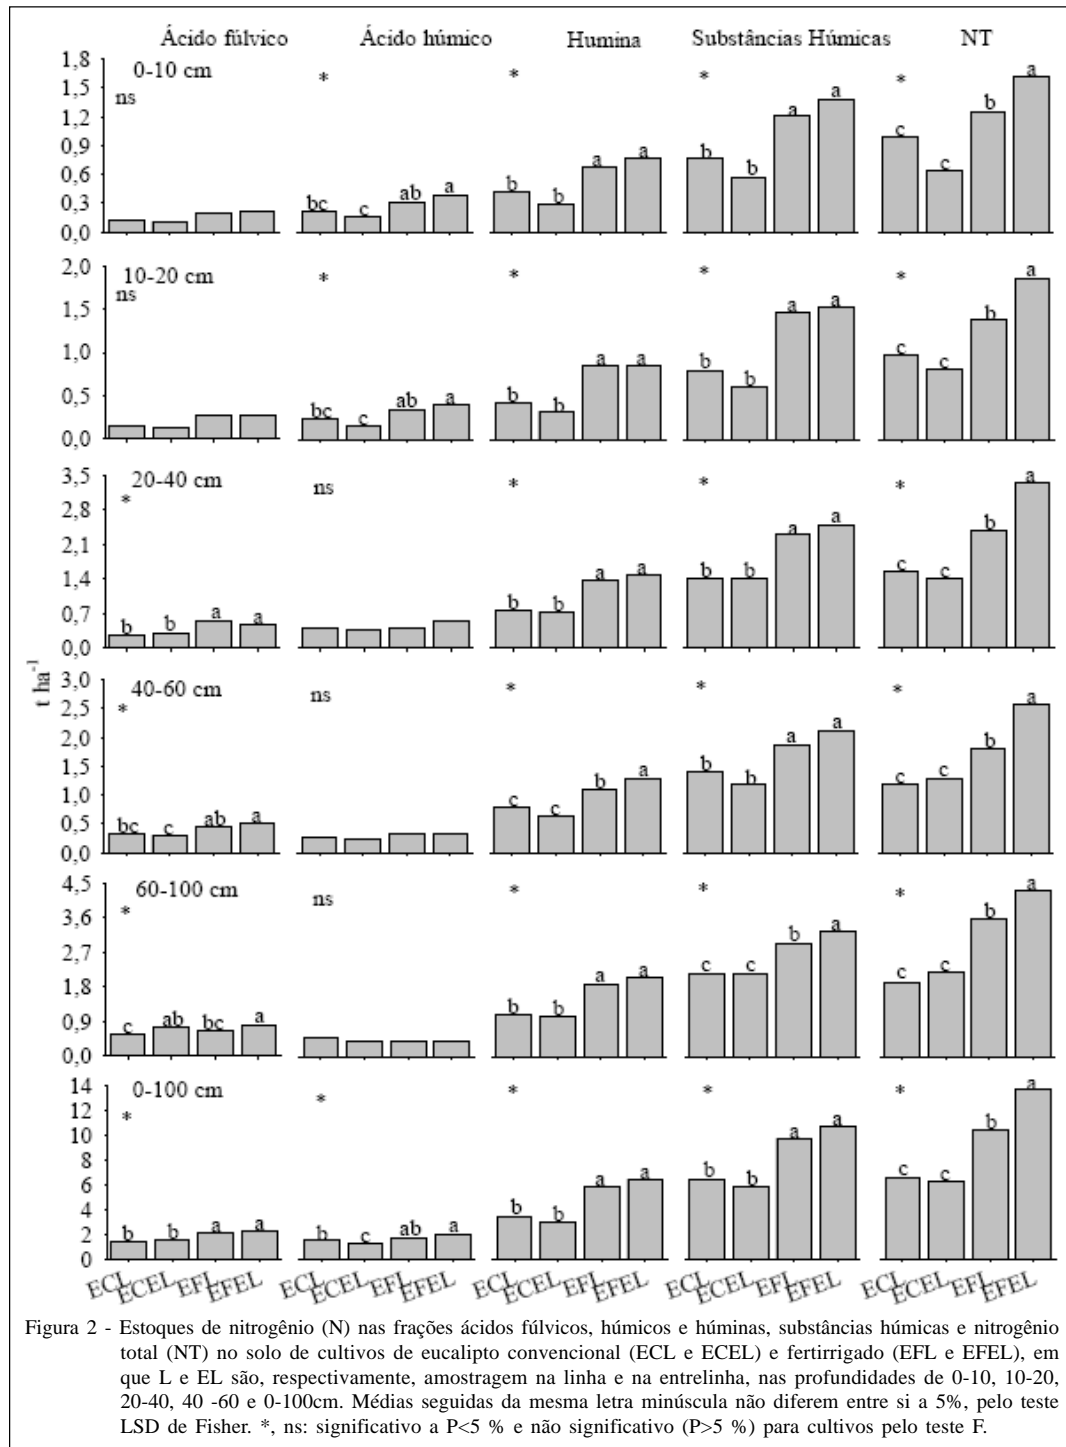 Ácido fúlvico Ácido húmico Humina Substâncias Húmicas NT
1,8 1,5 1,2 0,9 0,6 0,3 0,0
0-10 cm
ns * * * *
bc c ab a
b b a a
b b a a
c c b a
2,0 1,5 1,0 0,5 0,0
10-20 cm
ns * * * *
bc c ab a
b b a a
b b a a
c c b a
3,5 2,8 2,1 1,4 0,7 0,0
20-40 cm
* ns * * *
b b a a
b b a a
b b a a
c c b a
t ha⁻¹
3,0 2,5 2,0 1,5 1,0 0,5 0,0
40-60 cm
* ns * * *
bc c ab a
c c b a
b b a a
c c b a
4,5 3,6 2,7 1,8 0,9 0,0
60-100 cm
* ns * * *
c ab bc a
b b a a
c c b a
c c b a
14 12 10 8 6 4 2 0
0-100 cm
* * * * *
b b a a
b c ab a
b b a a
b b a a
c c b a
ECL ECEL EFL EFEL ECL ECEL EFL EFEL ECL ECEL EFL EFEL ECL ECEL EFL EFEL ECL ECEL EFL EFEL
Figura 2 - Estoques de nitrogênio (N) nas frações ácidos fúlvicos, húmicos e húminas, substâncias húmicas e nitrogênio
total (NT) no solo de cultivos de eucalipto convencional (ECL e ECEL) e fertirrigado (EFL e EFEL), em
que L e EL são, respectivamente, amostragem na linha e na entrelinha, nas profundidades de 0-10, 10-20,
20-40, 40 -60 e 0-100cm. Médias seguidas da mesma letra minúscula não diferem entre si a 5%, pelo teste
LSD de Fisher. *, ns: significativo a P<5 % e não significativo (P>5 %) para cultivos pelo teste F.